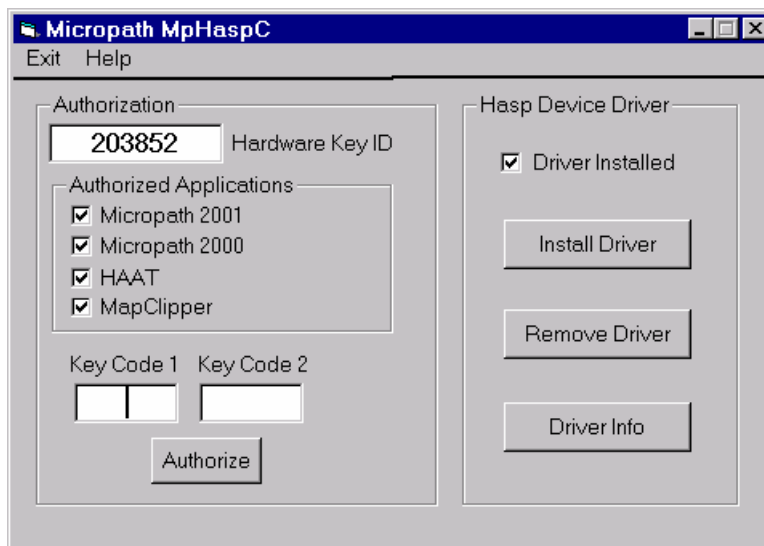 Micropath MpHaspC
Exit Help
Authorization
203852 Hardware Key ID
Authorized Applications
Micropath 2001
Micropath 2000
HAAT
MapClipper
Key Code 1 Key Code 2
Authorize
Hasp Device Driver
Driver Installed
Install Driver
Remove Driver
Driver Info